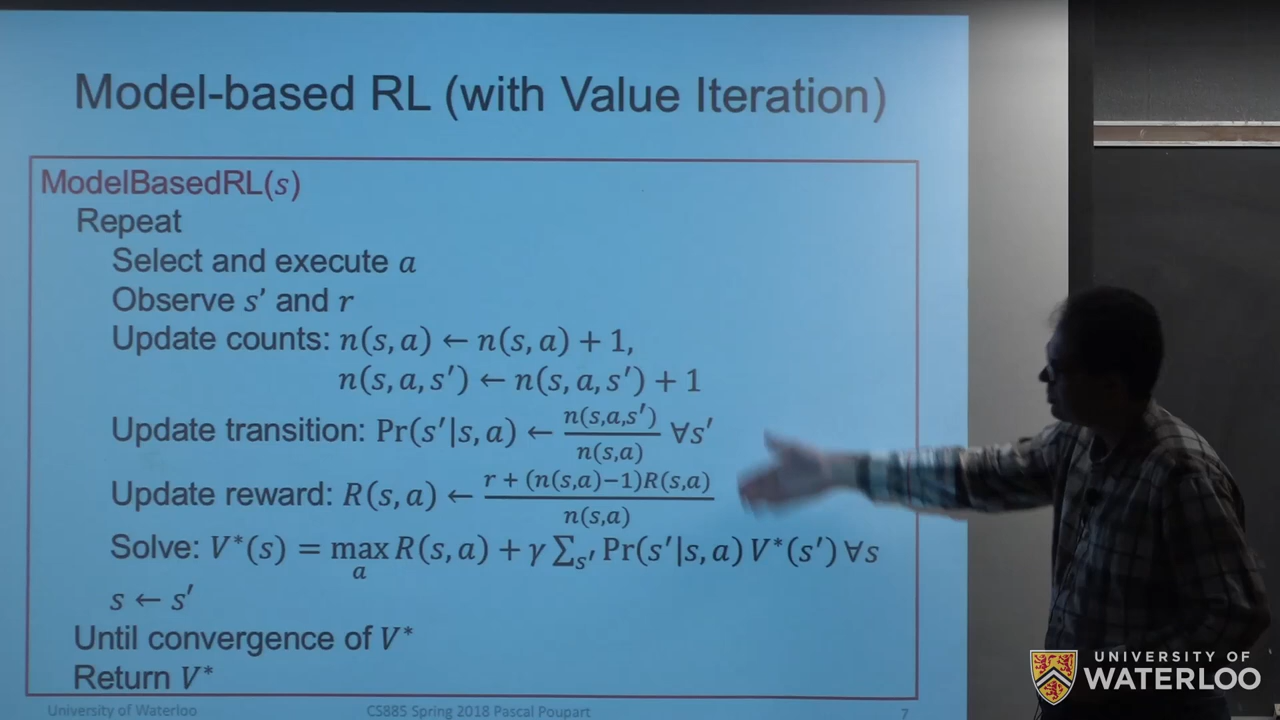 Model-based RL (with Value Iteration)
ModelBasedRL(s)
Repeat
Select and execute a
Observe s' and r
Update counts: n(s, a) ← n(s, a) + 1,
n(s, a, s') ← n(s, a, s') + 1
Update transition: Pr(s'|s, a) ← n(s,a,s')/n(s,a) ∀s'
Update reward: R(s, a) ← r + (n(s,a)−1)R(s,a)/n(s,a)
Solve: V*(s) = max_a R(s, a) + γ ∑_s' Pr(s'|s, a) V*(s') ∀s
s ← s'
Until convergence of V*
Return V*
University of Waterloo CS885 Spring 2018 Pascal Poupart 7
UNIVERSITY OF
WATERLOO